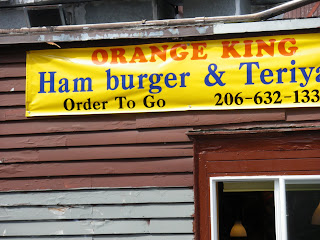 ORANGE KING
Ham burger & Teriya
Order To Go 206-632-133